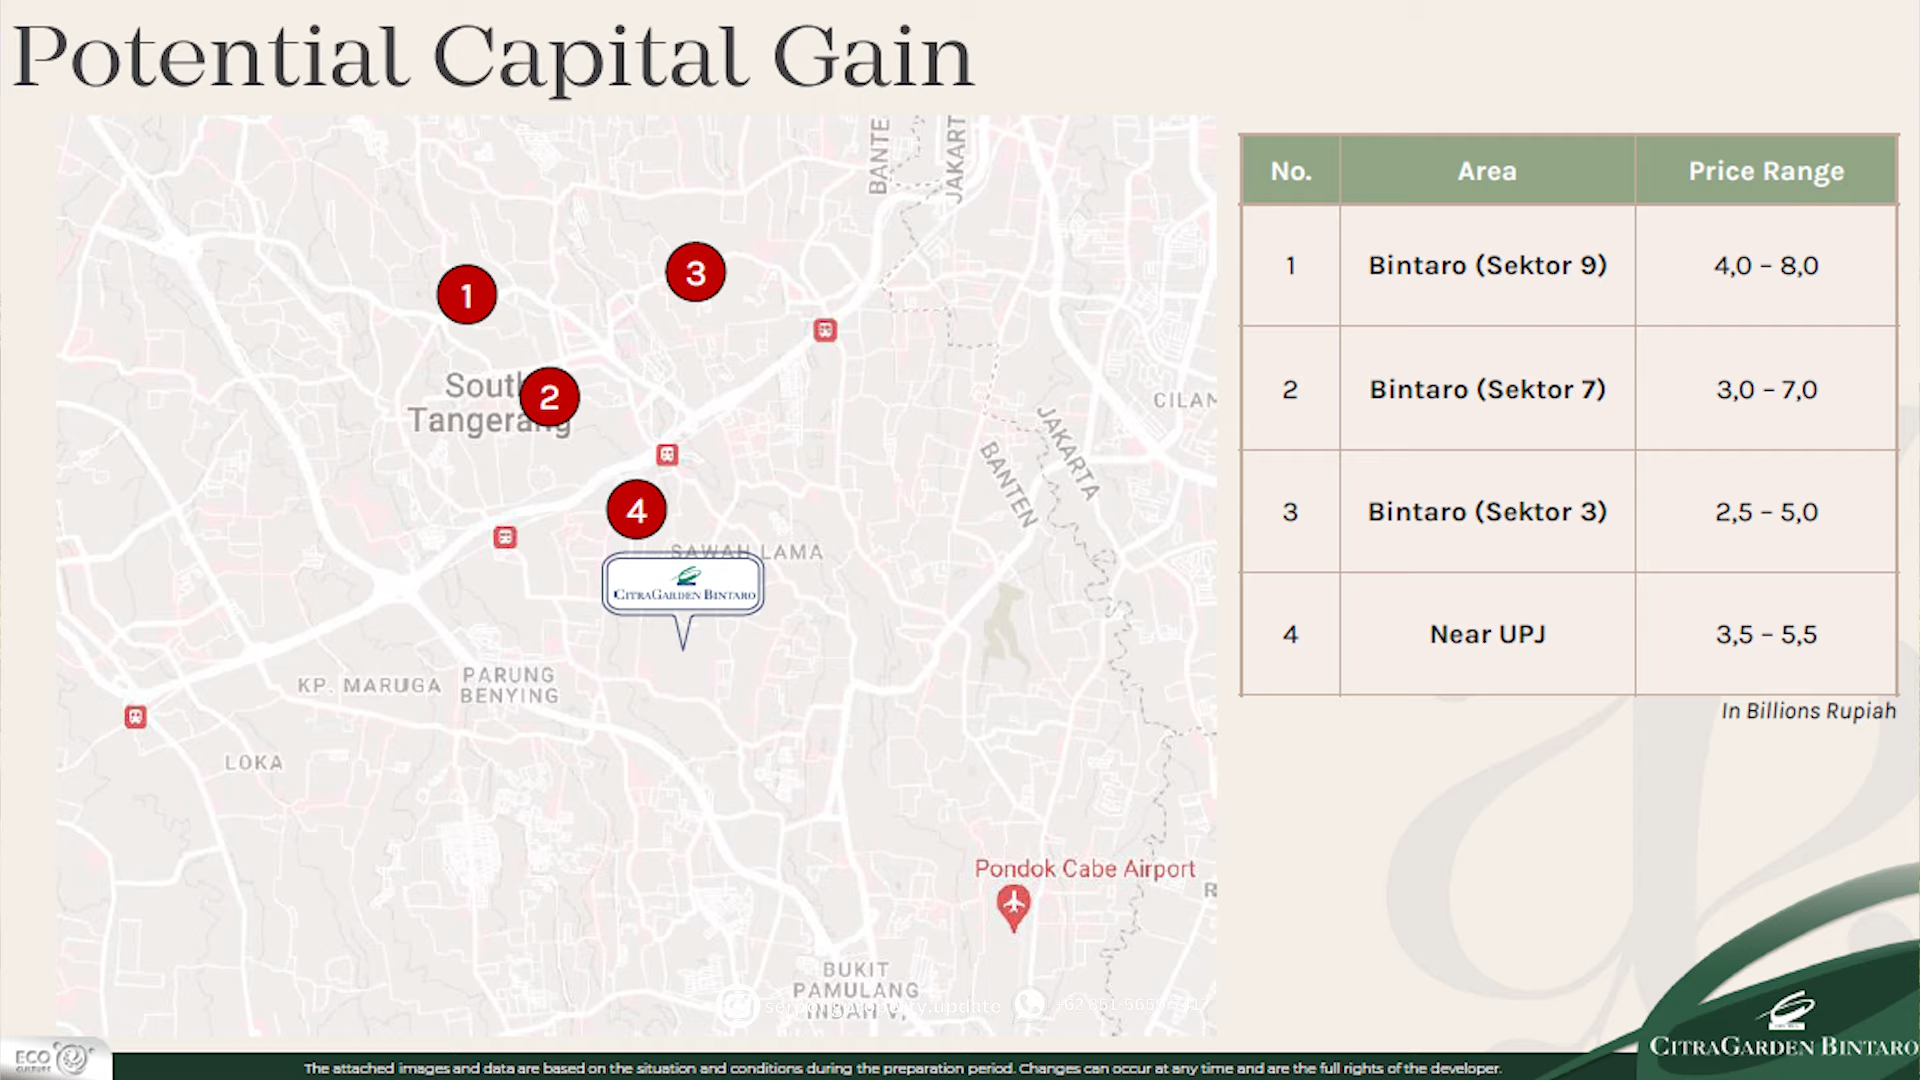 Potential Capital Gain
BANTE
JAKART
1
3
2
Tangerang
4
CILAN
JAKARTA
BANTEN
SAWAH LAMA
CITRAGARDEN BINTARO
KP. MARUGA
PARUNG
BENYING
LOKA
Pondok Cabe Airport
R
BUKIT
PAMULANG
No. Area Price Range
1 Bintaro (Sektor 9) 4,0 – 8,0
2 Bintaro (Sektor 7) 3,0 – 7,0
3 Bintaro (Sektor 3) 2,5 – 5,0
4 Near UPJ 3,5 – 5,5
In Billions Rupiah
ECO
CULTURE
The attached images and data are based on the situation and conditions during the preparation period. Changes can occur at any time and are the full rights of the developer.
CITRAGARDEN BINTARO